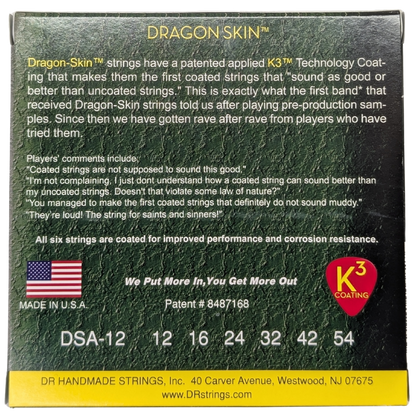 DRAGON SKIN™
Dragon-Skin™ strings have a patented applied K3™ Technology Coat-
ing that makes them the first coated strings that "sound as good or
better than uncoated strings." This is exactly what the first band* that
received Dragon-Skin strings told us after playing pre-production sam-
ples. Since then we have gotten rave after rave from players who have
tried them.
Players' comments include;
"Coated strings are not supposed to sound this good."
"I'm not complaining, I just dont understand how a coated string can sound better than
my uncoated strings. Doesn't that violate some law of nature?"
"You managed to make the first coated strings that definitely do not sound muddy."
"They're loud! The string for saints and sinners!"
All six strings are coated for improved performance and corrosion resistance.
We Put More In,You Get More Out
K3
COATING
MADE IN U.S.A.
Patent # 8487168
DSA-12 12 16 24 32 42 54
DR HANDMADE STRINGS, Inc. 40 Carver Avenue, Westwood, NJ 07675
www.DRstrings.com